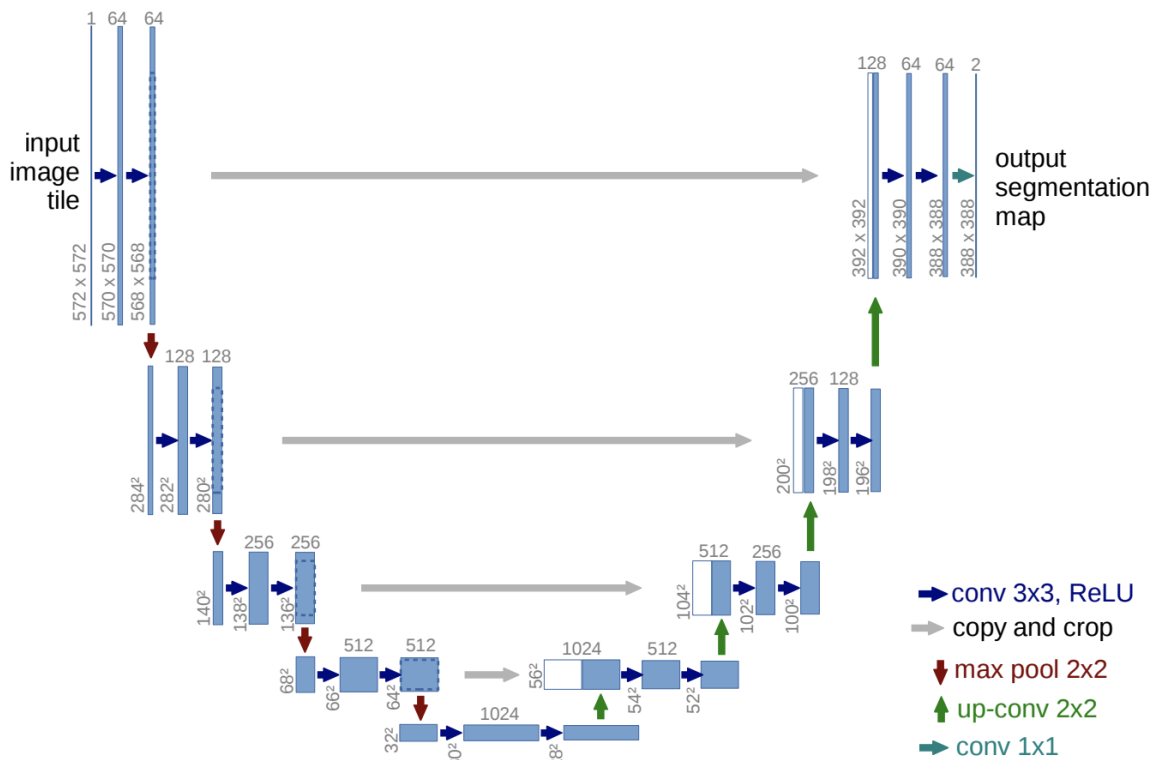 1 64 64
input
image
tile
572 x 572
570 x 570
568 x 568
128 64 64 2
output
segmentation
map
392 x 392
390 x 390
388 x 388
388 x 388
128 128
284²
282²
280²
256 128
200²
198²
196²
256 256
140²
138²
136²
512 256
104²
102²
100²
512 512
68²
66²
64²
1024 512
56²
54²
52²
1024
32²
conv 3x3, ReLU
copy and crop
max pool 2x2
up-conv 2x2
conv 1x1